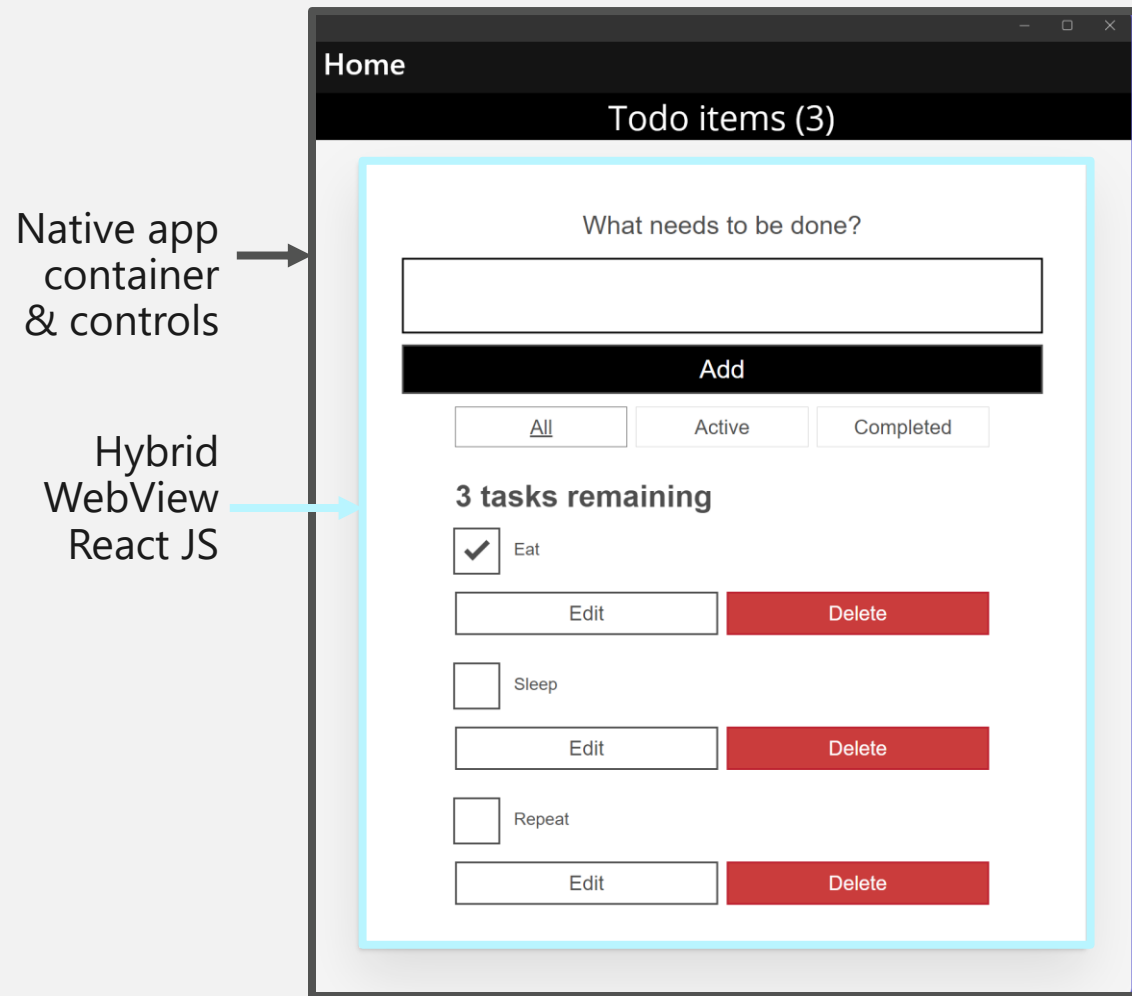 Home
Todo items (3)
Native app
container
& controls
Hybrid
WebView
React JS
What needs to be done?
Add
All
Active
Completed
3 tasks remaining
Eat
Edit
Delete
Sleep
Edit
Delete
Repeat
Edit
Delete